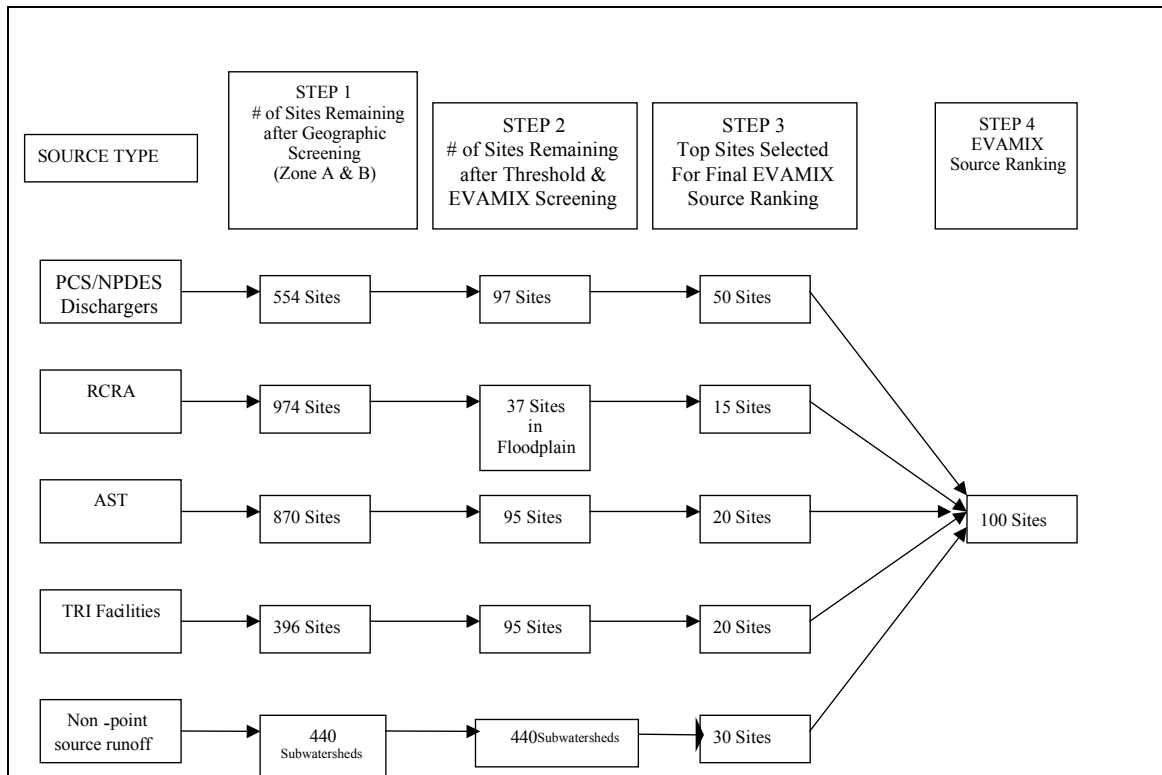 SOURCE TYPE
STEP 1
# of Sites Remaining
after Geographic
Screening
(Zone A & B)
STEP 2
# of Sites Remaining
after Threshold &
EVAMIX Screening
STEP 3
Top Sites Selected
For Final EVAMIX
Source Ranking
STEP 4
EVAMIX
Source Ranking
PCS/NPDES
Dischargers
554 Sites
97 Sites
50 Sites
RCRA
974 Sites
37 Sites
in
Floodplain
15 Sites
AST
870 Sites
95 Sites
20 Sites
100 Sites
TRI Facilities
396 Sites
95 Sites
20 Sites
Non -point
source runoff
440
Subwatersheds
440Subwatersheds
30 Sites